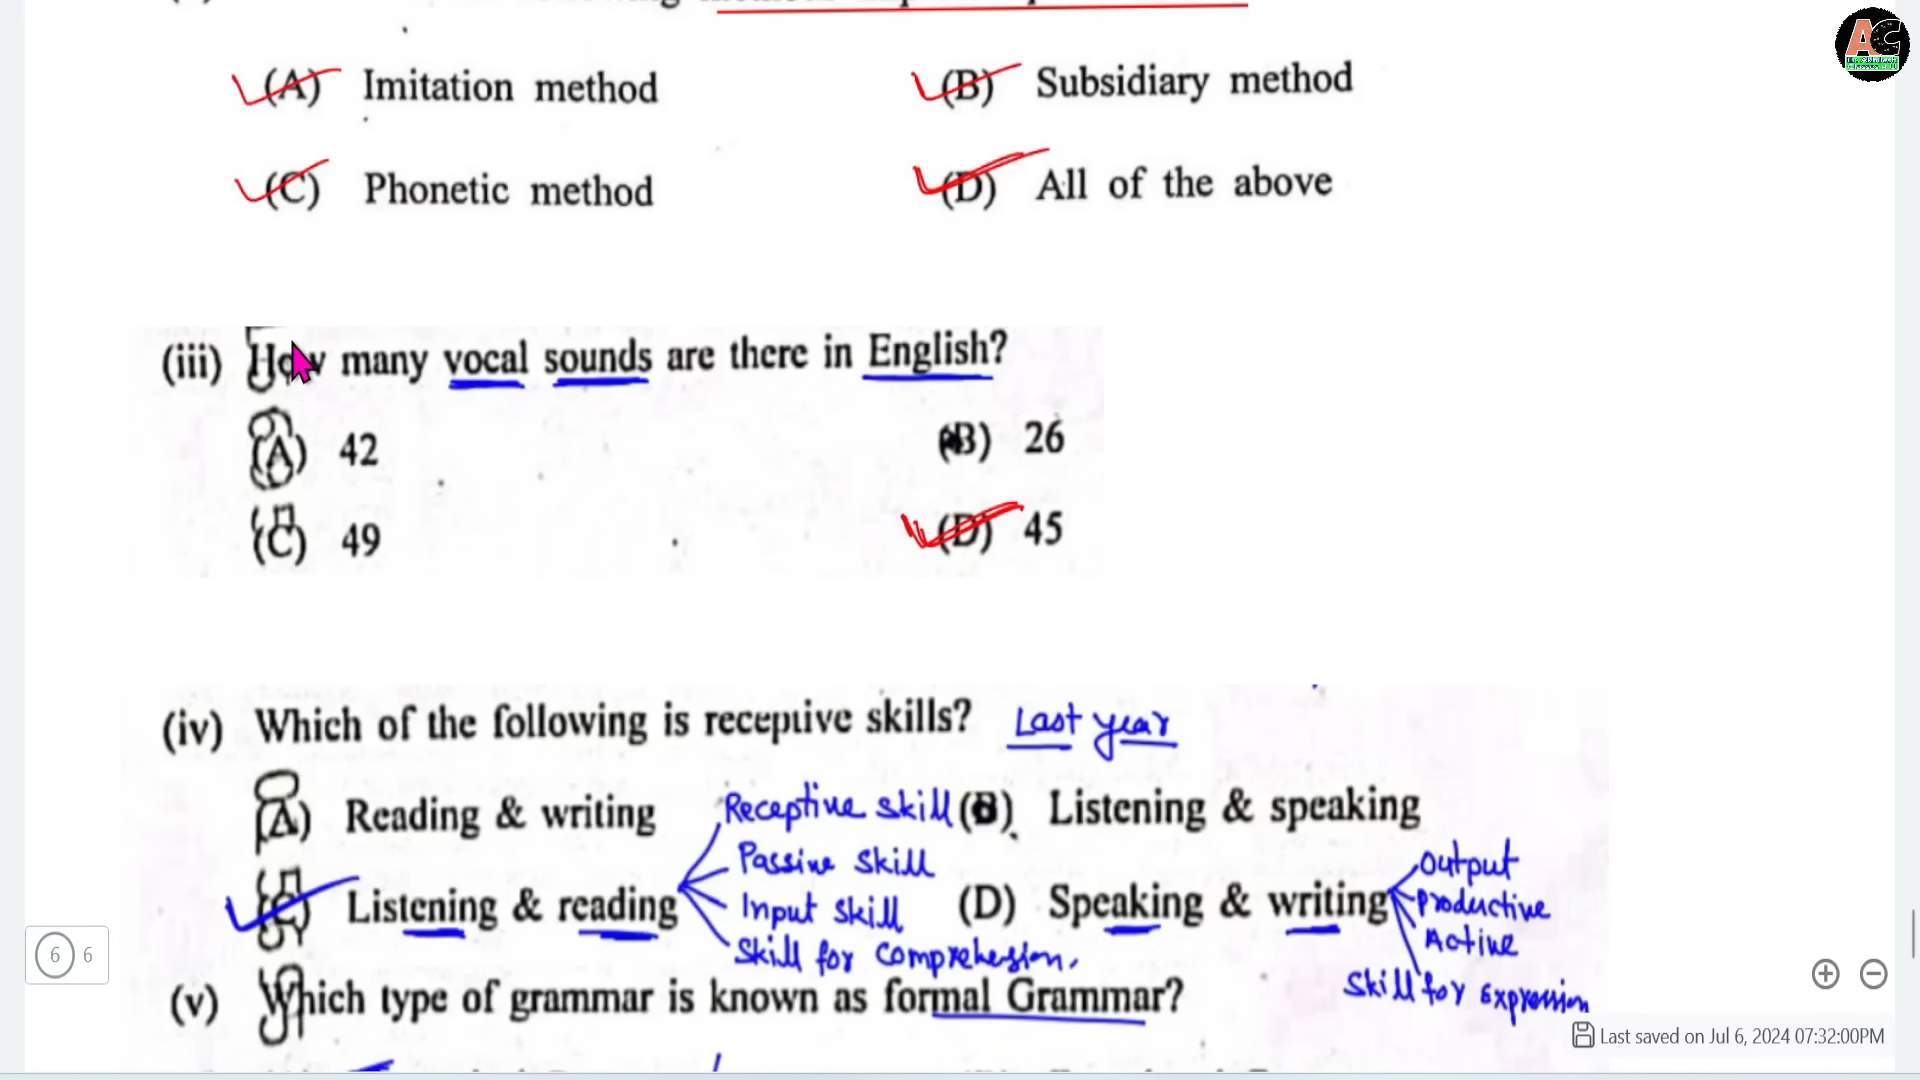 (A) Imitation method (B) Subsidiary method
(C) Phonetic method (D) All of the above
(iii) How many vocal sounds are there in English?
(A) 42 (B) 26
(C) 49 (D) 45
(iv) Which of the following is receptive skills? Last year
(A) Reading & writing Receptive skill (B) Listening & speaking
Passive skill Output
(C) Listening & reading Input skill (D) Speaking & writing Productive
Active
Skill for comprehension. Skill for expression
6 6
(v) Which type of grammar is known as formal Grammar?
Last saved on Jul 6, 2024 07:32:00PM
AC